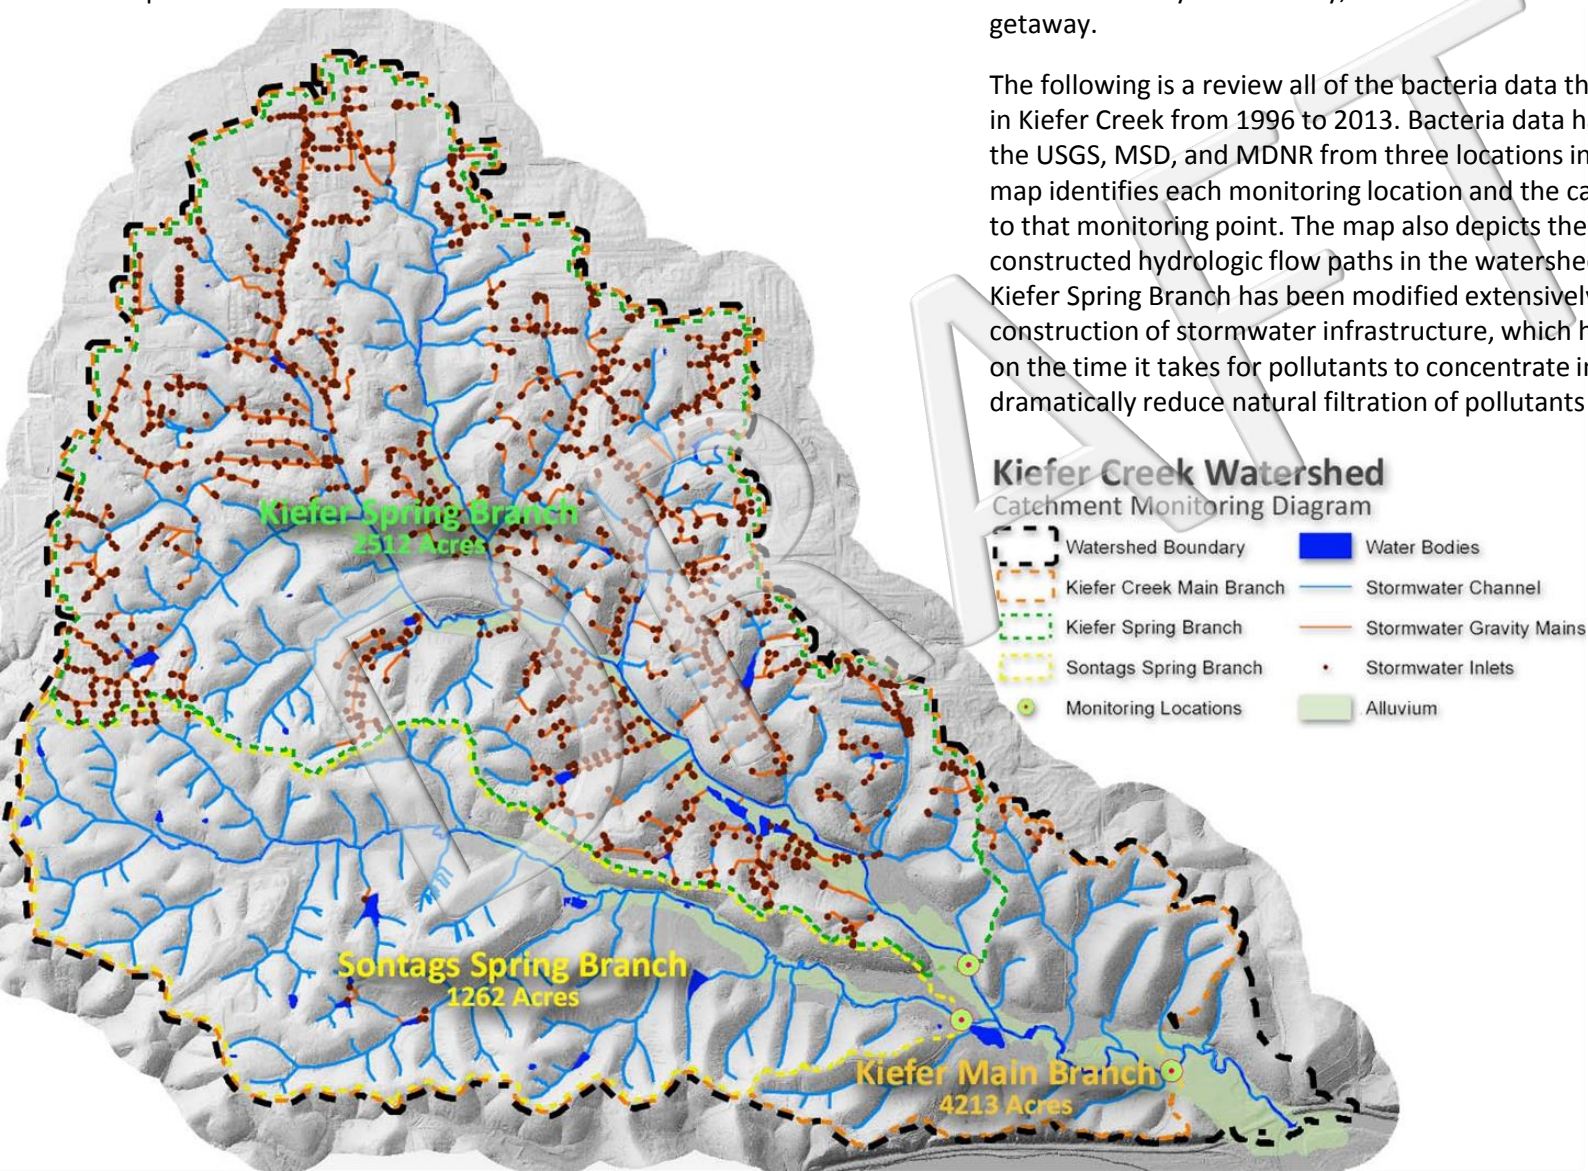 getaway.
The following is a review all of the bacteria data th
in Kiefer Creek from 1996 to 2013. Bacteria data h
the USGS, MSD, and MDNR from three locations in
map identifies each monitoring location and the ca
to that monitoring point. The map also depicts the
constructed hydrologic flow paths in the watershed
Kiefer Spring Branch has been modified extensively
construction of stormwater infrastructure, which h
on the time it takes for pollutants to concentrate in
dramatically reduce natural filtration of pollutants
Kiefer Creek Watershed
Catchment Monitoring Diagram
Watershed Boundary
Kiefer Creek Main Branch
Kiefer Spring Branch
Sontags Spring Branch
Monitoring Locations
Water Bodies
Stormwater Channel
Stormwater Gravity Mains
Stormwater Inlets
Alluvium
Kiefer Spring Branch
2512 Acres
Sontags Spring Branch
1262 Acres
Kiefer Main Branch
4213 Acres
DRAFT